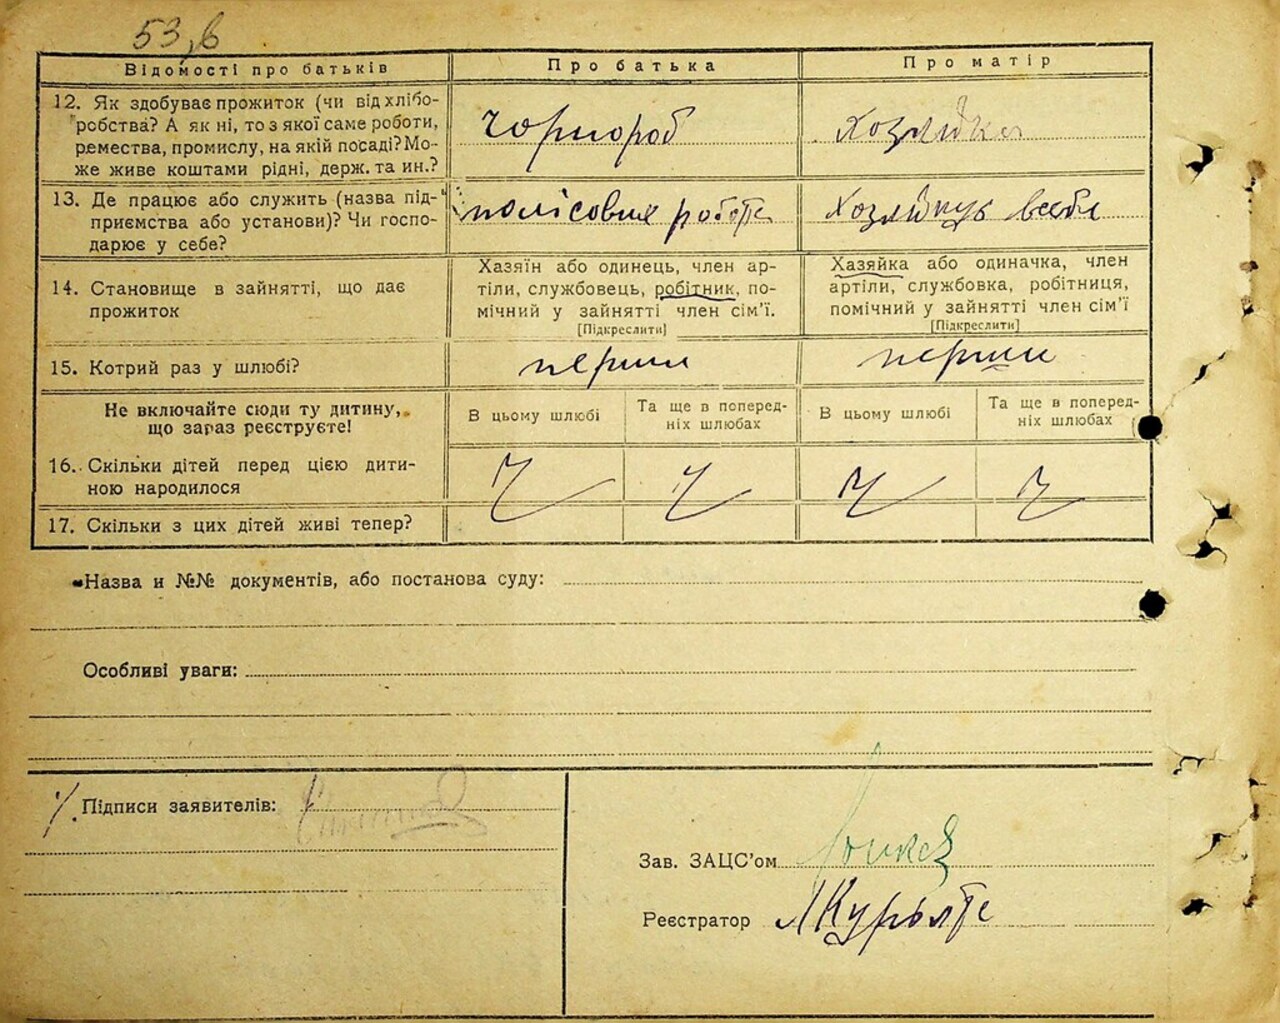 53,в
Відомості про батьків
Про батька
Про матір
12. Як здобуває прожиток (чи від хлібо-
робства? А як ні, то з якої саме роботи,
ремества, промислу, на якій посаді? Мо-
же живе коштами рідні, держ. та ин.?
чорнороб
хозяйка
13. Де працює або служить (назва під-
приємства або установи)? Чи госпо-
дарює у себе?
полісовие роботе
Хозяйнує всебе
14. Становище в зайнятті, що дає
прожиток
Хазяїн або одинець, член ар-
тіли, службовець, робітник, по-
мічний у зайнятті член сім'ї.
[Підкреслити]
Хазяйка або одиначка, член
артіли, службовка, робітниця,
помічний у зайнятті член сім'ї
[Підкреслити]
15. Котрий раз у шлюбі?
перши
перши
Не включайте сюди ту дитину,
що зараз реєструєте!
В цьому шлюбі
Та ще в поперед-
ніх шлюбах
В цьому шлюбі
Та ще в поперед-
ніх шлюбах
16. Скільки дітей перед цією дити-
ною народилося
17. Скільки з цих дітей живі тепер?
Назва и №№ документів, або постанова суду:
Особливі уваги:
Підписи заявителів:
Зав. ЗАЦС'ом
Реєстратор